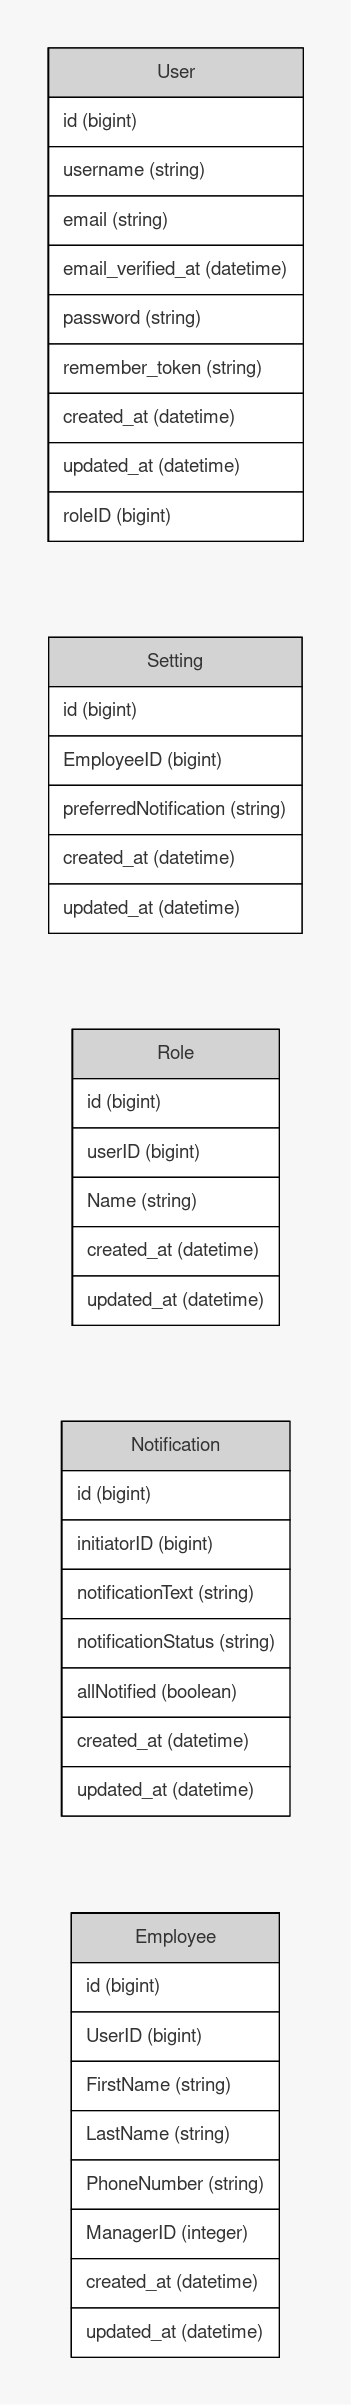 User
id (bigint)
username (string)
email (string)
email_verified_at (datetime)
password (string)
remember_token (string)
created_at (datetime)
updated_at (datetime)
roleID (bigint)
Setting
id (bigint)
EmployeeID (bigint)
preferredNotification (string)
created_at (datetime)
updated_at (datetime)
Role
id (bigint)
userID (bigint)
Name (string)
created_at (datetime)
updated_at (datetime)
Notification
id (bigint)
initiatorID (bigint)
notificationText (string)
notificationStatus (string)
allNotified (boolean)
created_at (datetime)
updated_at (datetime)
Employee
id (bigint)
UserID (bigint)
FirstName (string)
LastName (string)
PhoneNumber (string)
ManagerID (integer)
created_at (datetime)
updated_at (datetime)